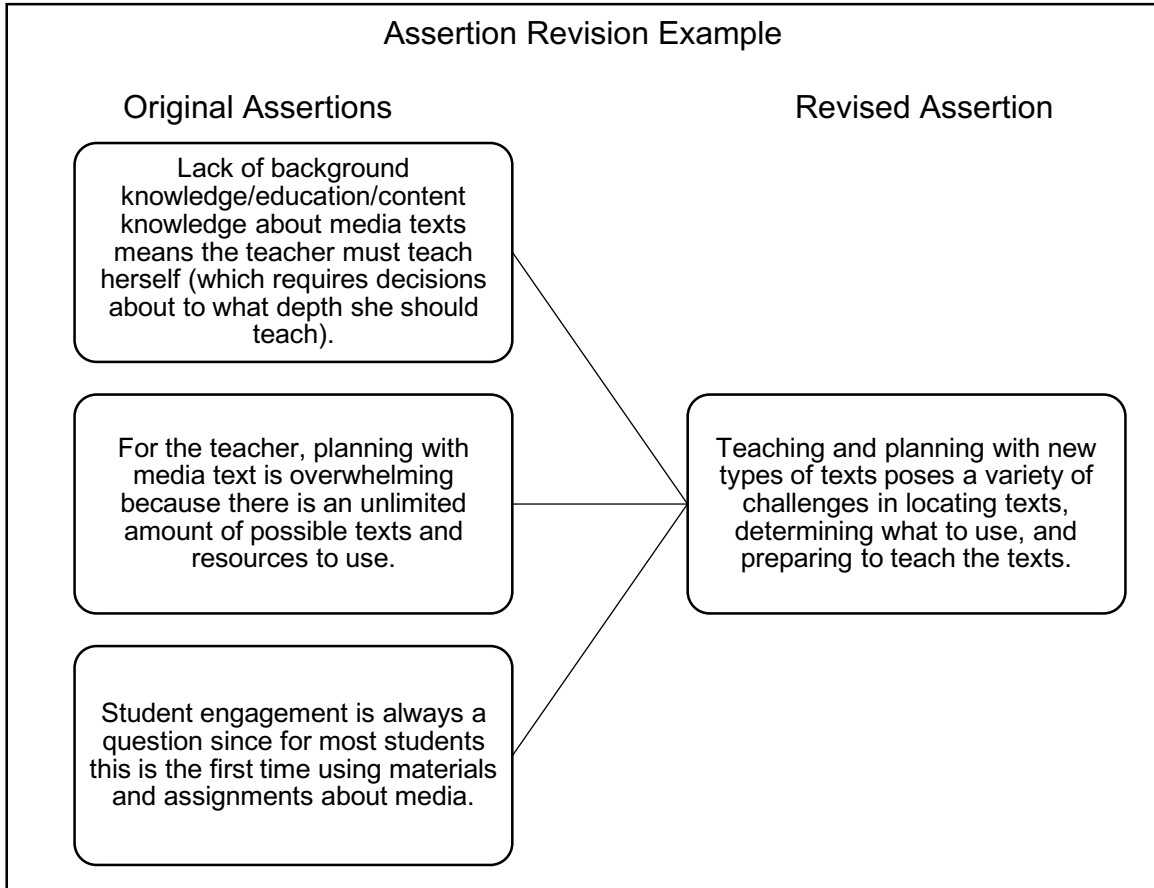 Assertion Revision Example
Original Assertions
Revised Assertion
Lack of background
knowledge/education/content
knowledge about media texts
means the teacher must teach
herself (which requires decisions
about to what depth she should
teach).
For the teacher, planning with
media text is overwhelming
because there is an unlimited
amount of possible texts and
resources to use.
Student engagement is always a
question since for most students
this is the first time using materials
and assignments about media.
Teaching and planning with new
types of texts poses a variety of
challenges in locating texts,
determining what to use, and
preparing to teach the texts.